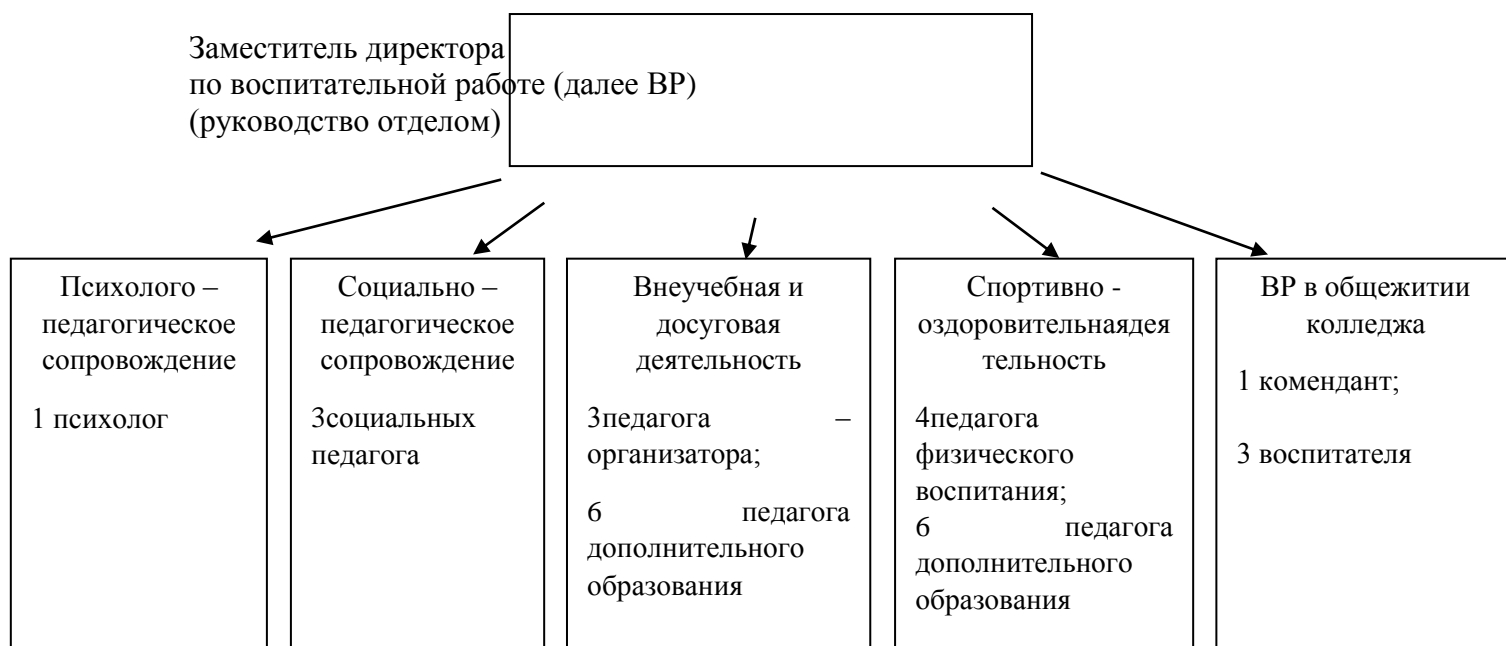 Заместитель директора
по воспитательной работе (далее ВР)
(руководство отделом)
Психолого –
педагогическое
сопровождение
1 психолог
Социально –
педагогическое
сопровождение
3социальных
педагога
Внеучебная и
досуговая
деятельность
3педагога –
организатора;
6 педагога
дополнительного
образования
Спортивно -
оздоровительнаядея
тельность
4педагога
физического
воспитания;
6 педагога
дополнительного
образования
ВР в общежитии
колледжа
1 комендант;
3 воспитателя